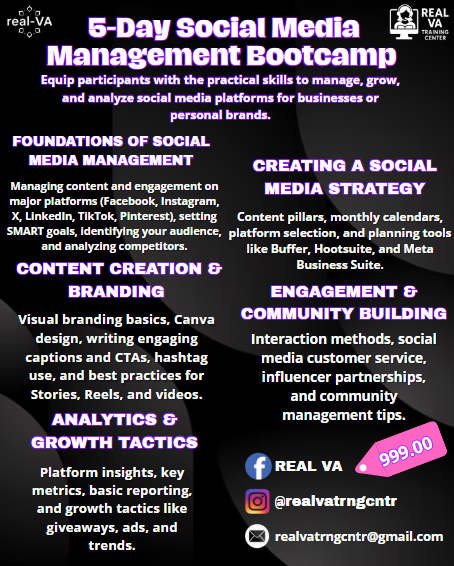 real-VA
REAL
VA
TRAINING
CENTER
5-Day Social Media
Management Bootcamp
Equip participants with the practical skills to manage, grow,
and analyze social media platforms for businesses or
personal brands.
FOUNDATIONS OF SOCIAL
MEDIA MANAGEMENT
Managing content and engagement on
major platforms (Facebook, Instagram,
X, LinkedIn, TikTok, Pinterest), setting
SMART goals, identifying your audience,
and analyzing competitors.
CREATING A SOCIAL
MEDIA STRATEGY
Content pillars, monthly calendars,
platform selection, and planning tools
like Buffer, Hootsuite, and Meta
Business Suite.
CONTENT CREATION &
BRANDING
Visual branding basics, Canva
design, writing engaging
captions and CTAs, hashtag
use, and best practices for
Stories, Reels, and videos.
ENGAGEMENT &
COMMUNITY BUILDING
Interaction methods, social
media customer service,
influencer partnerships,
and community
management tips.
ANALYTICS &
GROWTH TACTICS
Platform insights, key
metrics, basic reporting,
and growth tactics like
giveaways, ads, and
trends.
999.00
REAL VA
@realvatrngcntr
realvatrngcntr@gmail.com